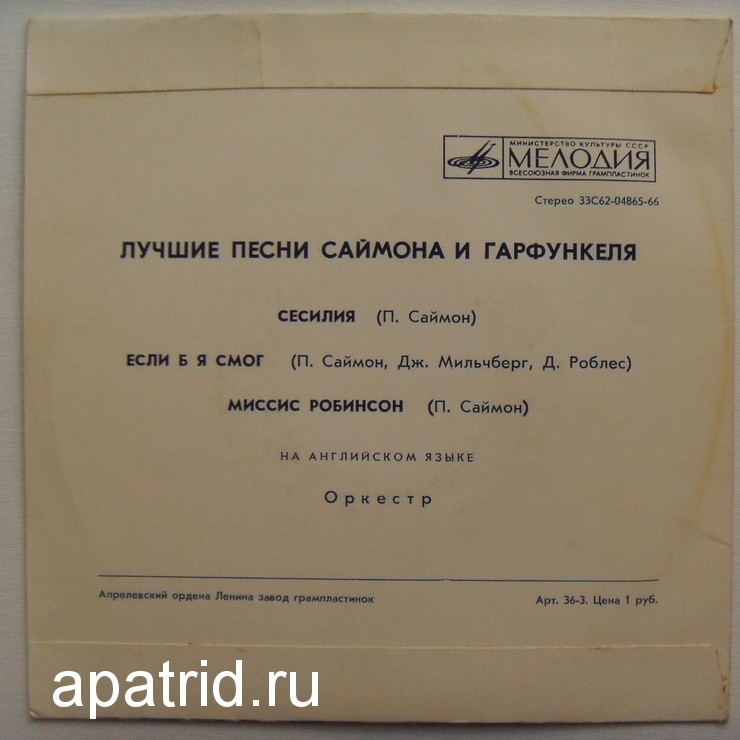 МИНИСТЕРСТВО КУЛЬТУРЫ СССР
МЕЛОДИЯ
ВСЕСОЮЗНАЯ ФИРМА ГРАМПЛАСТИНОК
Стерео 33С62-04865-66
ЛУЧШИЕ ПЕСНИ САЙМОНА И ГАРФУНКЕЛЯ
СЕСИЛИЯ (П. Саймон)
ЕСЛИ Б Я СМОГ (П. Саймон, Дж. Мильчберг, Д. Роблес)
МИССИС РОБИНСОН (П. Саймон)
НА АНГЛИЙСКОМ ЯЗЫКЕ
Оркестр
Апрелевский ордена Ленина завод грампластинок Арт. 36-3. Цена 1 руб.
apatrid.ru